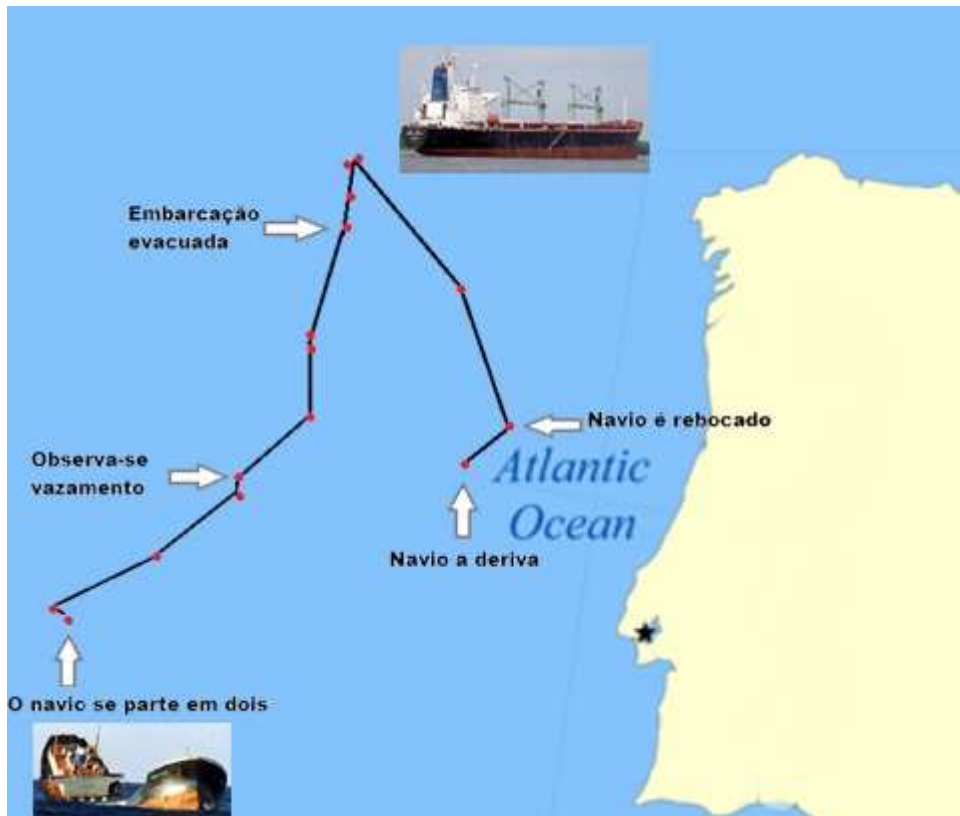 Embarcação
evacuada
Navio é rebocado
Observa-se
vazamento
Atlantic
Ocean
Navio a deriva
O navio se parte em dois